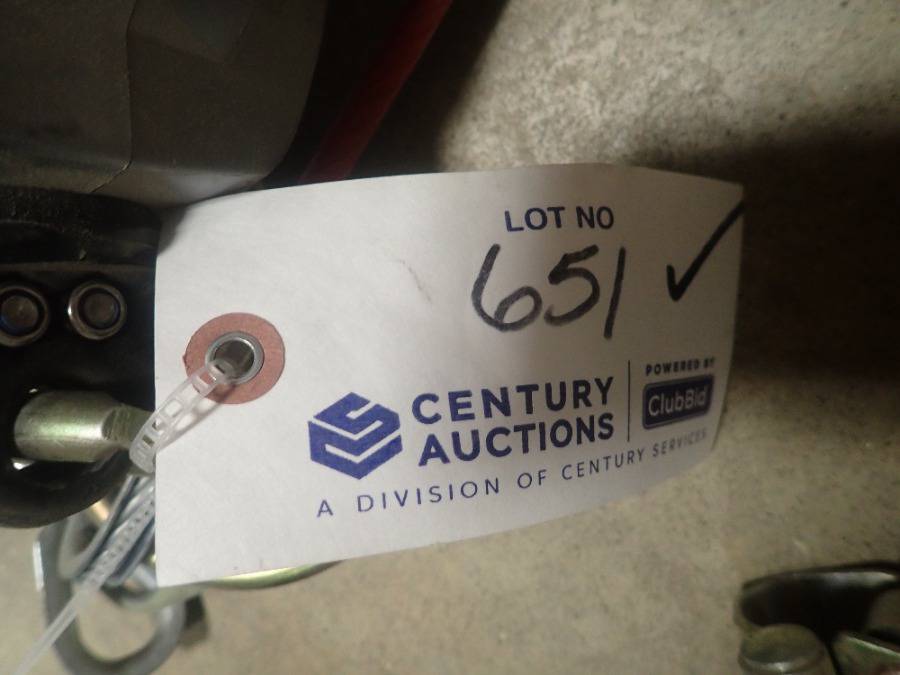 LOT NO
651 ✓
CENTURY
AUCTIONS
POWERED BY
ClubBid
A DIVISION OF CENTURY SERVICES